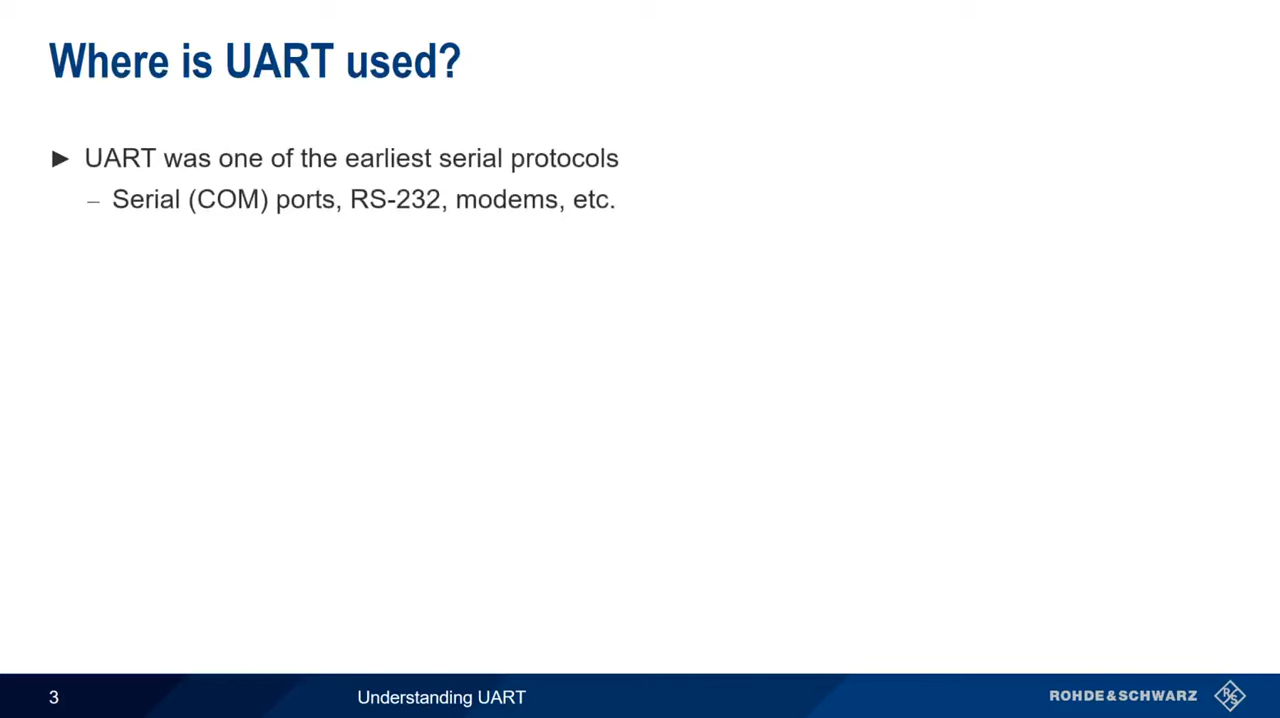 Where is UART used?
► UART was one of the earliest serial protocols
– Serial (COM) ports, RS-232, modems, etc.
3
Understanding UART
ROHDE&SCHWARZ
R S